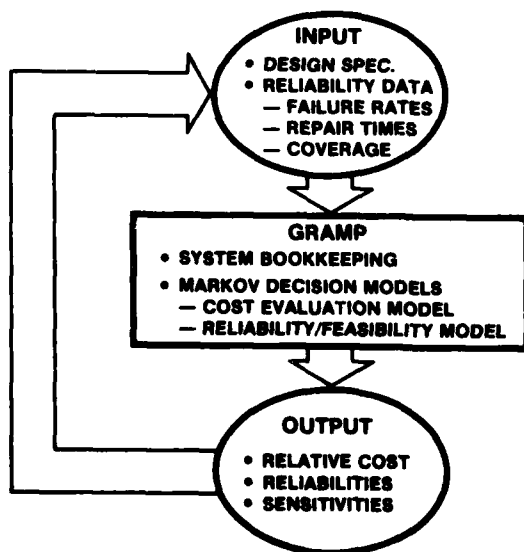 INPUT
• DESIGN SPEC.
• RELIABILITY DATA
— FAILURE RATES
— REPAIR TIMES
— COVERAGE
GRAMP
• SYSTEM BOOKKEEPING
• MARKOV DECISION MODELS
— COST EVALUATION MODEL
— RELIABILITY/FEASIBILITY MODEL
OUTPUT
• RELATIVE COST
• RELIABILITIES
• SENSITIVITIES